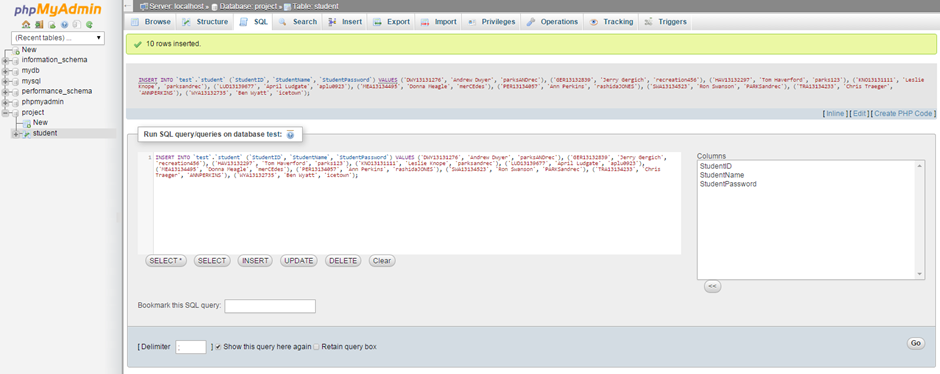 phpMyAdmin
(Recent tables) ...
New
information_schema
mydb
mysql
performance_schema
phpmyadmin
project
New
student
Server: localhost » Database: project » Table: student
Browse Structure SQL Search Insert Export Import Privileges Operations Tracking Triggers
10 rows inserted.
INSERT INTO `test`.`student` (`StudentID`, `StudentName`, `StudentPassword`) VALUES ('DWY13131276', 'Andrew Dwyer', 'parksANDrec'), ('GER13132839', 'Jerry Gergich', 'recreation456'), ('HAV13132297', 'Tom Haverford', 'parks123'), ('KNO13131111', 'Leslie
Knope', 'parksandrec'), ('LUD13139077', 'April Ludgate', 'aplu0023'), ('MEA13134405', 'Donna Meagle', 'merCEdes'), ('PER13134057', 'Ann Perkins', 'rashidaJONES'), ('SWA13134523', 'Ron Swanson', 'PARKSandrec'), ('TRA13134233', 'Chris Traeger',
'ANNPERKINS'), ('WYA13132735', 'Ben Wyatt', 'icetown');
[ Inline ] [ Edit ] [ Create PHP Code ]
Run SQL query/queries on database test:
1 INSERT INTO `test`.`student` (`StudentID`, `StudentName`, `StudentPassword`) VALUES ('DWY13131276', 'Andrew Dwyer', 'parksANDrec'), ('GER13132839', 'Jerry Gergich',
'recreation456'), ('HAV13132297', 'Tom Haverford', 'parks123'), ('KNO13131111', 'Leslie Knope', 'parksandrec'), ('LUD13139077', 'April Ludgate', 'aplu0023'),
('MEA13134405', 'Donna Meagle', 'merCEdes'), ('PER13134057', 'Ann Perkins', 'rashidaJONES'), ('SWA13134523', 'Ron Swanson', 'PARKSandrec'), ('TRA13134233', 'Chris
Traeger', 'ANNPERKINS'), ('WYA13132735', 'Ben Wyatt', 'icetown');
Columns
StudentID
StudentName
StudentPassword
SELECT * SELECT INSERT UPDATE DELETE Clear
<<
Bookmark this SQL query:
[ Delimiter ; ] Show this query here again Retain query box
Go